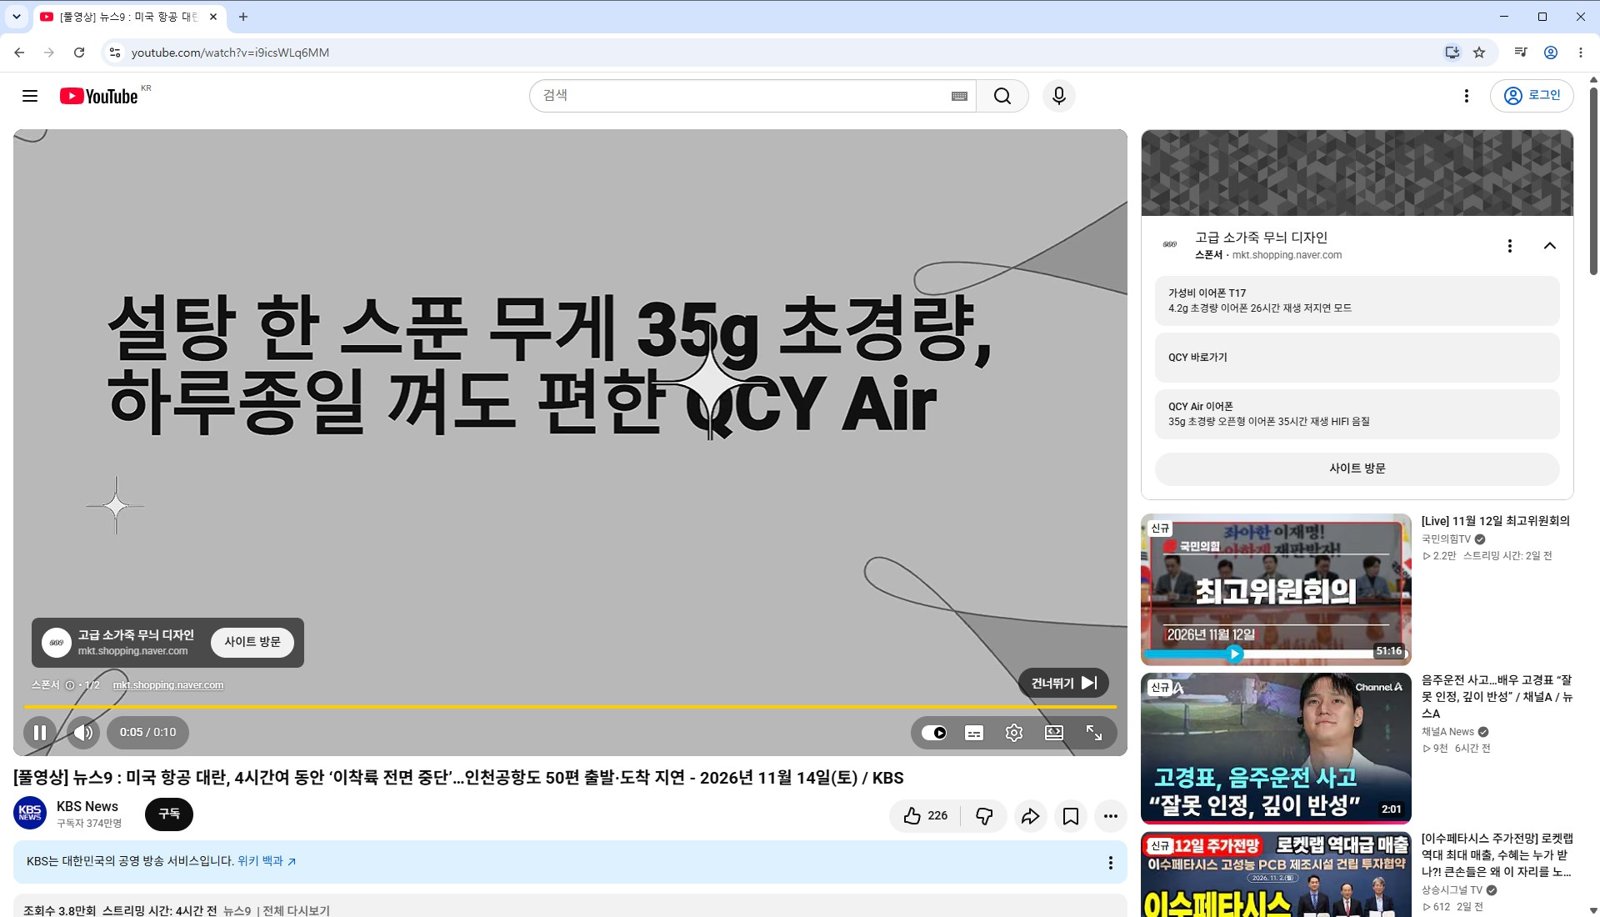 [풀영상] 뉴스9 : 미국 항공 대란
youtube.com/watch?v=i9icsWLq6MM
YouTube KR
검색
로그인
설탕 한 스푼 무게 35g 초경량,
하루종일 껴도 편한 QCY Air
고급 소가죽 무늬 디자인
mkt.shopping.naver.com
사이트 방문
스폰서 · 1/2 mkt.shopping.naver.com
건너뛰기
0:05 / 0:10
[풀영상] 뉴스9 : 미국 항공 대란, 4시간여 동안 ‘이착륙 전면 중단’…인천공항도 50편 출발·도착 지연 - 2026년 11월 14일(토) / KBS
KBS NEWS
KBS News
구독자 374만명
구독
226
KBS는 대한민국의 공영 방송 서비스입니다. 위키 백과
조회수 3.8만회 스트리밍 시간: 4시간 전 뉴스9 | 전체 다시보기
고급 소가죽 무늬 디자인
스폰서 · mkt.shopping.naver.com
가성비 이어폰 T17
4.2g 초경량 이어폰 26시간 재생 저지연 모드
QCY 바로가기
QCY Air 이어폰
35g 초경량 오픈형 이어폰 35시간 재생 HIFI 음질
사이트 방문
신규
국민의힘
최고위원회의
2026년 11월 12일
51:16
[Live] 11월 12일 최고위원회의
국민의힘TV
2.2만 스트리밍 시간: 2일 전
신규
Channel A
고경표, 음주운전 사고
“잘못 인정, 깊이 반성”
2:01
음주운전 사고…배우 고경표 “잘
못 인정, 깊이 반성” / 채널A / 뉴
스A
채널A News
9천 6시간 전
신규
12일 주가전망 로켓랩 역대급 매출
이수페타시스 고성능 PCB 제조시설 건립 투자협약
2026. 11. 2.(월)
이수페타시스
[이수페타시스 주가전망] 로켓랩
역대 최대 매출, 수혜는 누가 받
나?! 큰손들은 왜 이 자리를 노...
상승시그널 TV
612 2일 전